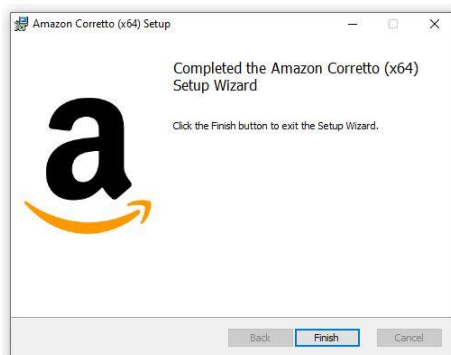 Amazon Corretto (x64) Setup
Completed the Amazon Corretto (x64)
Setup Wizard
Click the Finish button to exit the Setup Wizard.
a
Back Finish Cancel